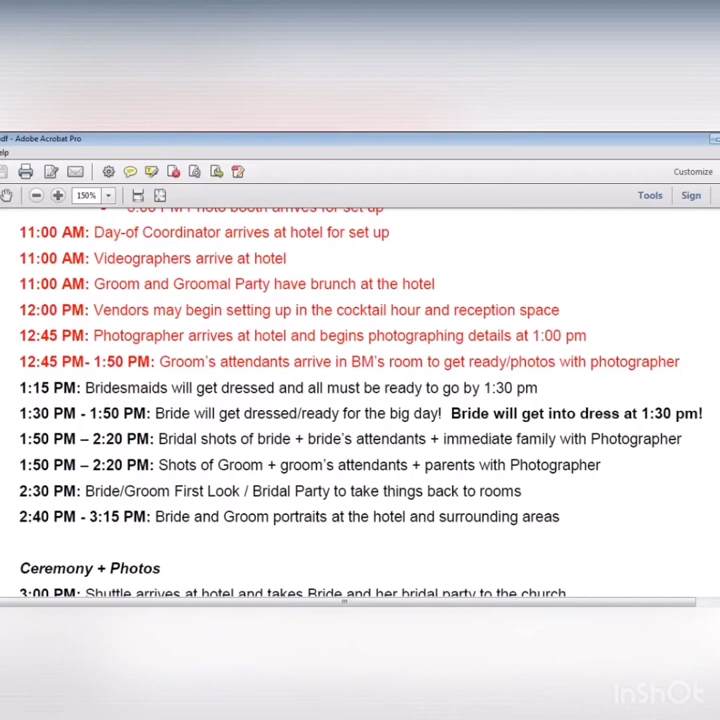 df - Adobe Acrobat Pro
elp
Customize
150%
Tools
Sign
Photo booth arrives for set up
11:00 AM: Day-of Coordinator arrives at hotel for set up
11:00 AM: Videographers arrive at hotel
11:00 AM: Groom and Groomal Party have brunch at the hotel
12:00 PM: Vendors may begin setting up in the cocktail hour and reception space
12:45 PM: Photographer arrives at hotel and begins photographing details at 1:00 pm
12:45 PM- 1:50 PM: Groom's attendants arrive in BM's room to get ready/photos with photographer
1:15 PM: Bridesmaids will get dressed and all must be ready to go by 1:30 pm
1:30 PM - 1:50 PM: Bride will get dressed/ready for the big day! Bride will get into dress at 1:30 pm!
1:50 PM – 2:20 PM: Bridal shots of bride + bride's attendants + immediate family with Photographer
1:50 PM – 2:20 PM: Shots of Groom + groom's attendants + parents with Photographer
2:30 PM: Bride/Groom First Look / Bridal Party to take things back to rooms
2:40 PM - 3:15 PM: Bride and Groom portraits at the hotel and surrounding areas
Ceremony + Photos
3:00 PM: Shuttle arrives at hotel and takes Bride and her bridal party to the church
InShOt